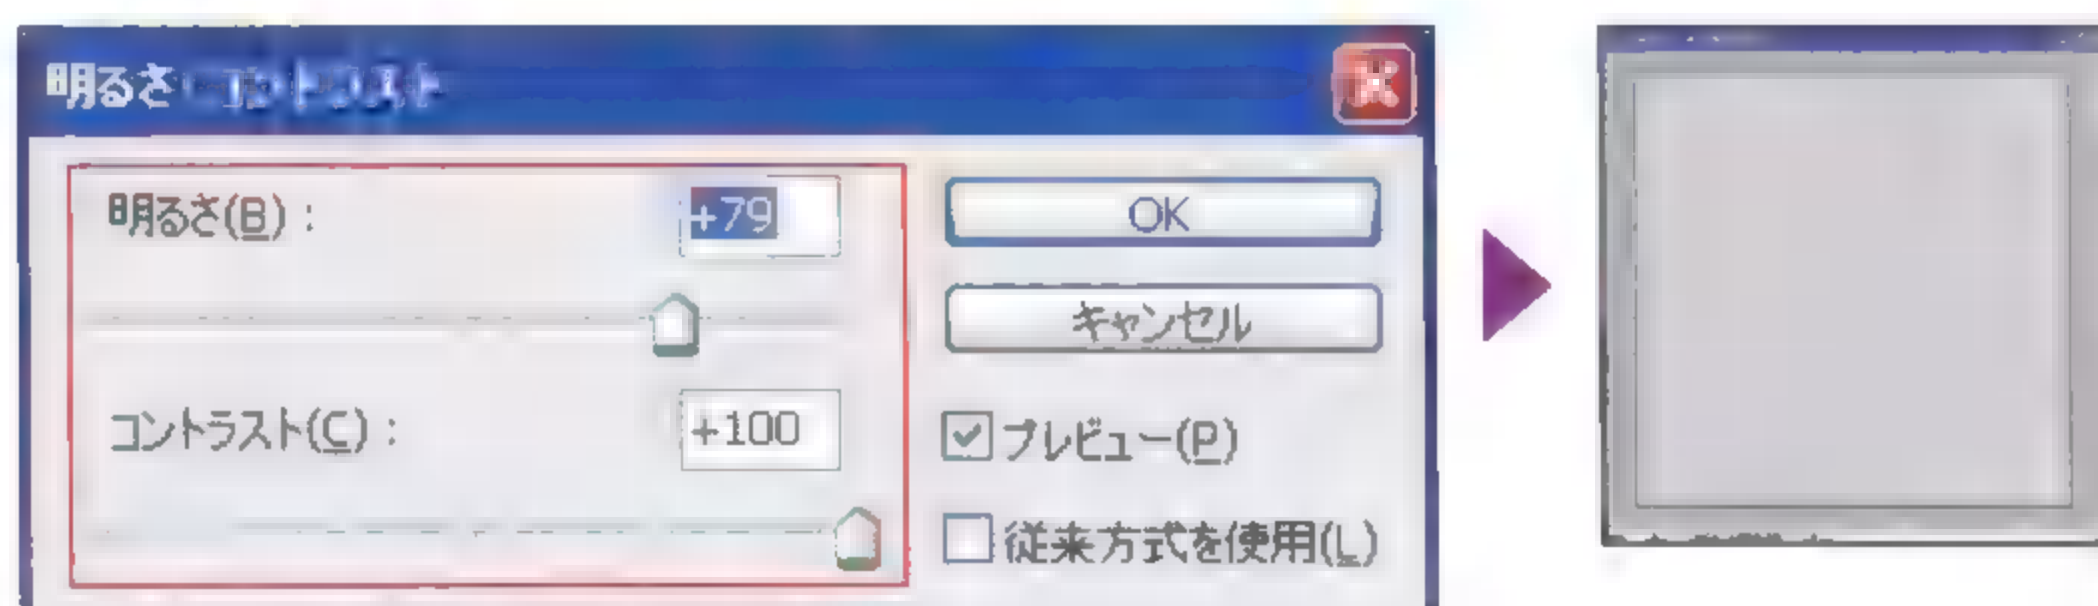 明るさ・コントラスト
明るさ(B):
+79
OK
キャンセル
コントラスト(C):
+100
プレビュー(P)
従来方式を使用(L)